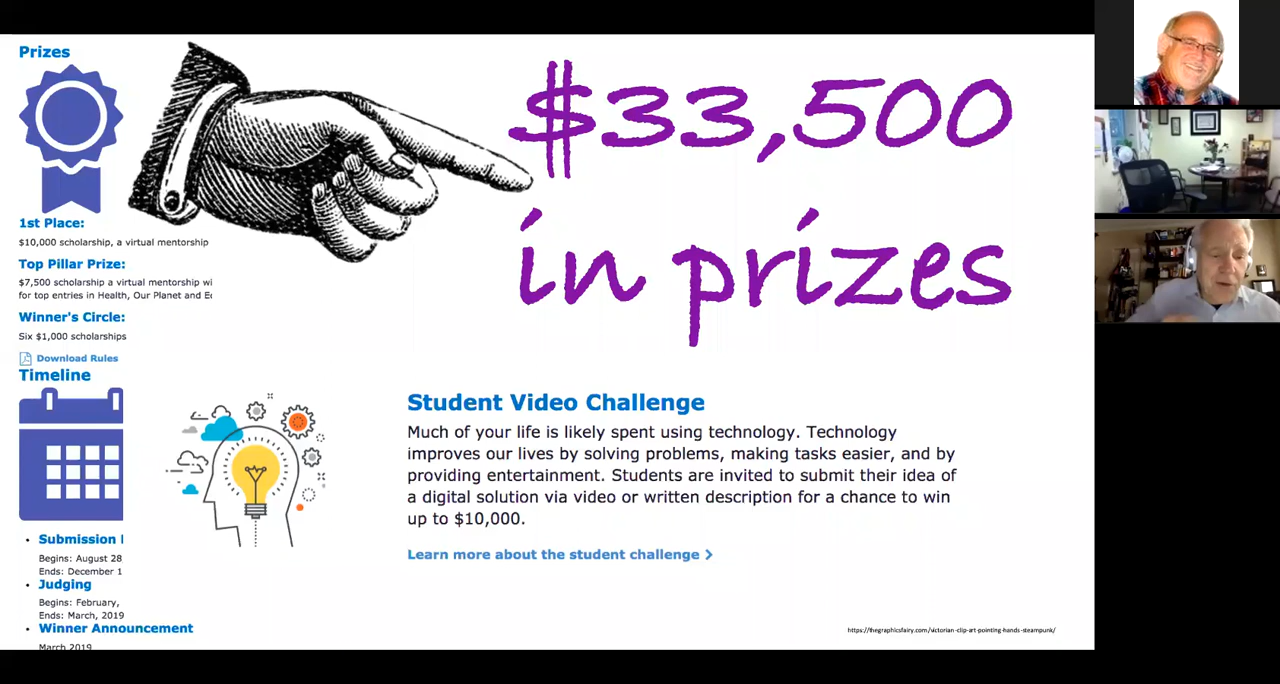 Prizes
$33,500
in prizes
1st Place:
$10,000 scholarship, a virtual mentorship
Top Pillar Prize:
$7,500 scholarship a virtual mentorship wi
for top entries in Health, Our Planet and
Winner's Circle:
Six $1,000 scholarships
Download Rules
Timeline
Student Video Challenge
Much of your life is likely spent using technology. Technology
improves our lives by solving problems, making tasks easier, and by
providing entertainment. Students are invited to submit their idea of
a digital solution via video or written description for a chance to win
up to $10,000.
Learn more about the student challenge
Submission
Begins: August 28
Ends: December 1
Judging
Begins: February,
Ends: March, 2019
Winner Announcement
March 2019
https://thegraphicsfairy.com/victorian-clip-art-pointing-hands-steampunk/